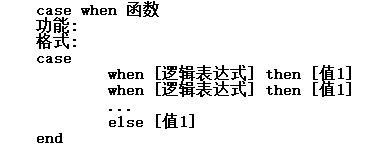 case when 函数
功能:
格式:
case
when [逻辑表达式] then [值1]
when [逻辑表达式] then [值1]
...
else [值1]
end